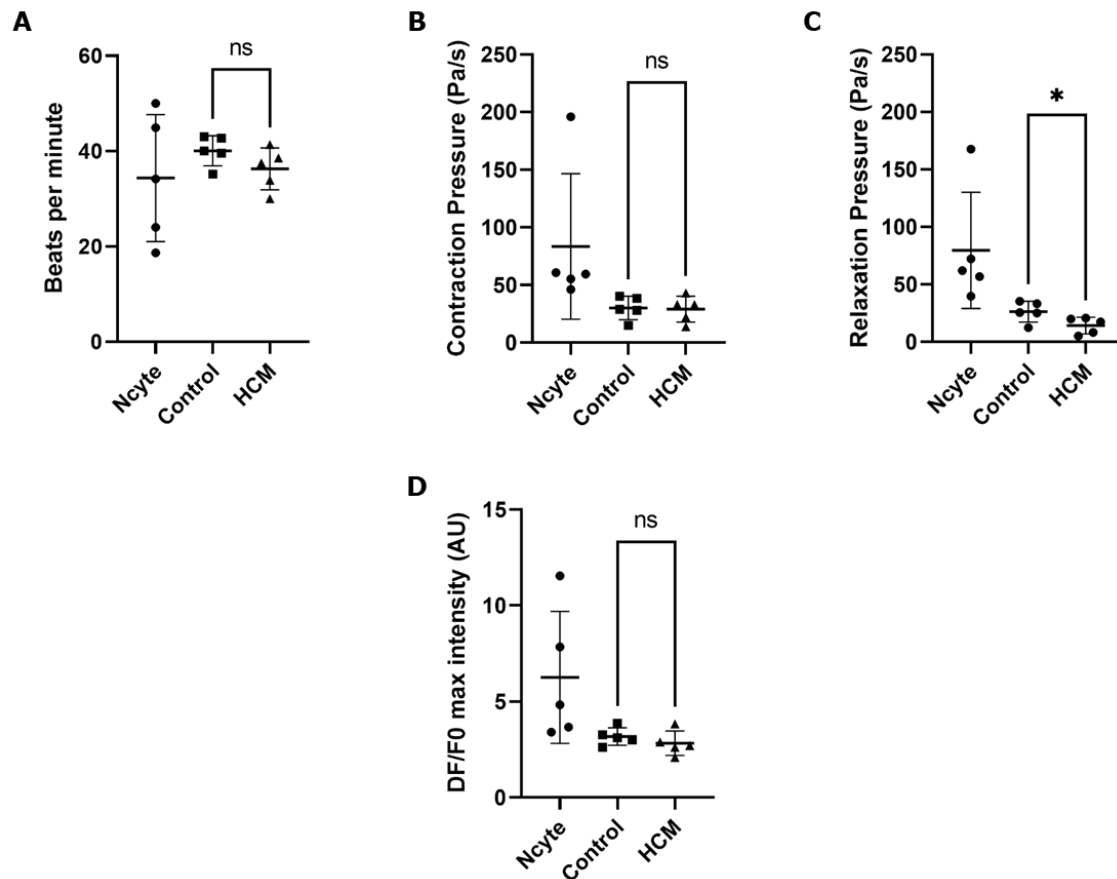 A
Beats per minute
60
40
20
0
ns
Ncyte
Control
HCM
B
Contraction Pressure (Pa/s)
250
200
150
100
50
0
ns
Ncyte
Control
HCM
C
Relaxation Pressure (Pa/s)
250
200
150
100
50
0
*
Ncyte
Control
HCM
D
DF/F0 max intensity (AU)
15
10
5
0
ns
Ncyte
Control
HCM